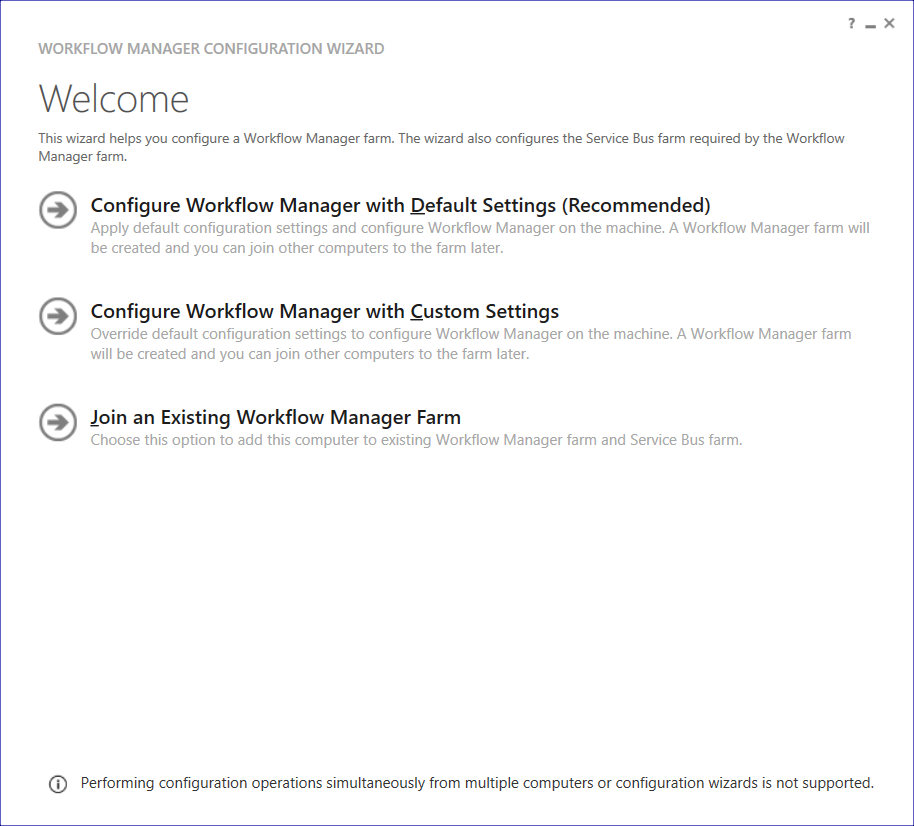 ?
WORKFLOW MANAGER CONFIGURATION WIZARD
Welcome
This wizard helps you configure a Workflow Manager farm. The wizard also configures the Service Bus farm required by the Workflow
Manager farm.
Configure Workflow Manager with Default Settings (Recommended)
Apply default configuration settings and configure Workflow Manager on the machine. A Workflow Manager farm will
be created and you can join other computers to the farm later.
Configure Workflow Manager with Custom Settings
Override default configuration settings to configure Workflow Manager on the machine. A Workflow Manager farm
will be created and you can join other computers to the farm later.
Join an Existing Workflow Manager Farm
Choose this option to add this computer to existing Workflow Manager farm and Service Bus farm.
Performing configuration operations simultaneously from multiple computers or configuration wizards is not supported.